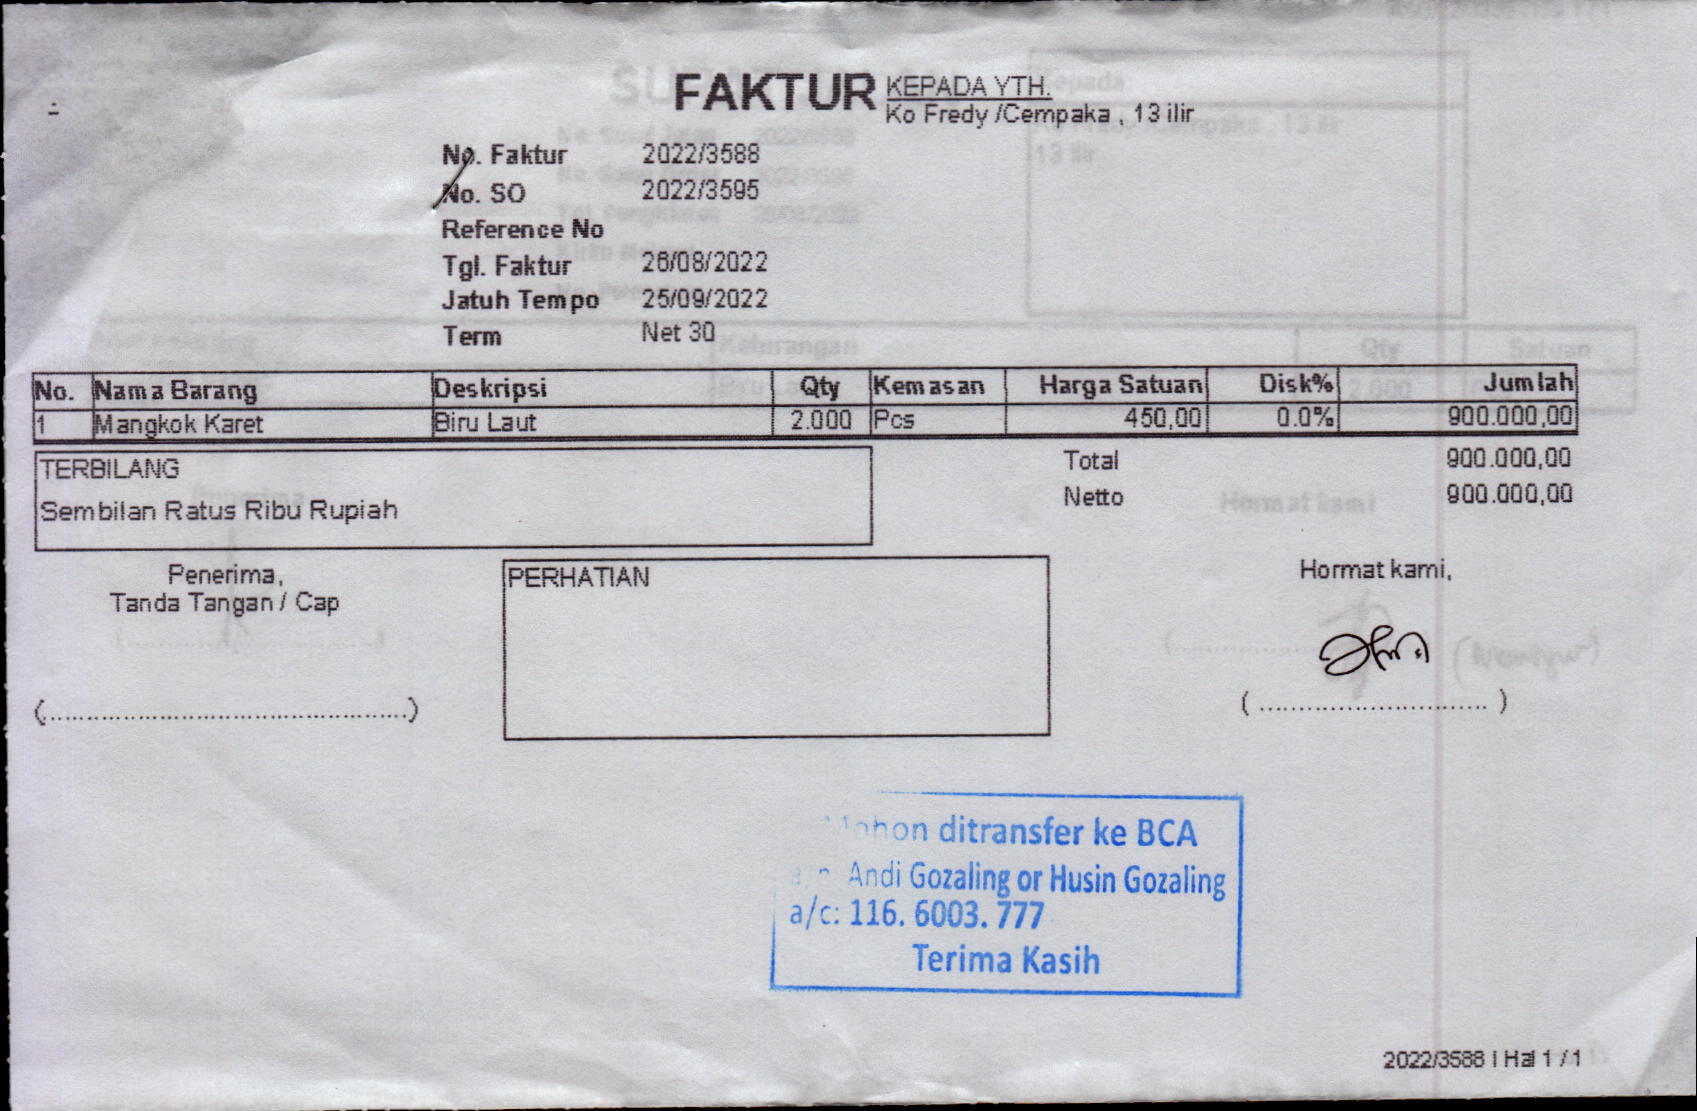 FAKTUR
KEPADA YTH.
Ko Fredy /Cempaka , 13 ilir
No. Faktur 2022/3588
No. SO 2022/3595
Reference No
Tgl. Faktur 26/08/2022
Jatuh Tempo 25/09/2022
Term Net 30
No. Nama Barang Deskripsi Qty Kemasan Harga Satuan Disk% Jumlah
1 Mangkok Karet Biru Laut 2.000 Pcs 450,00 0.0% 900.000,00
TERBILANG
Sembilan Ratus Ribu Rupiah
Total 900.000,00
Netto 900.000,00
Penerima,
Tanda Tangan / Cap
(................................................)
PERHATIAN
Hormat kami,
(............................)
Mohon ditransfer ke BCA
Andi Gozaling or Husin Gozaling
a/c: 116. 6003. 777
Terima Kasih
2022/3588 | Hal 1 / 1